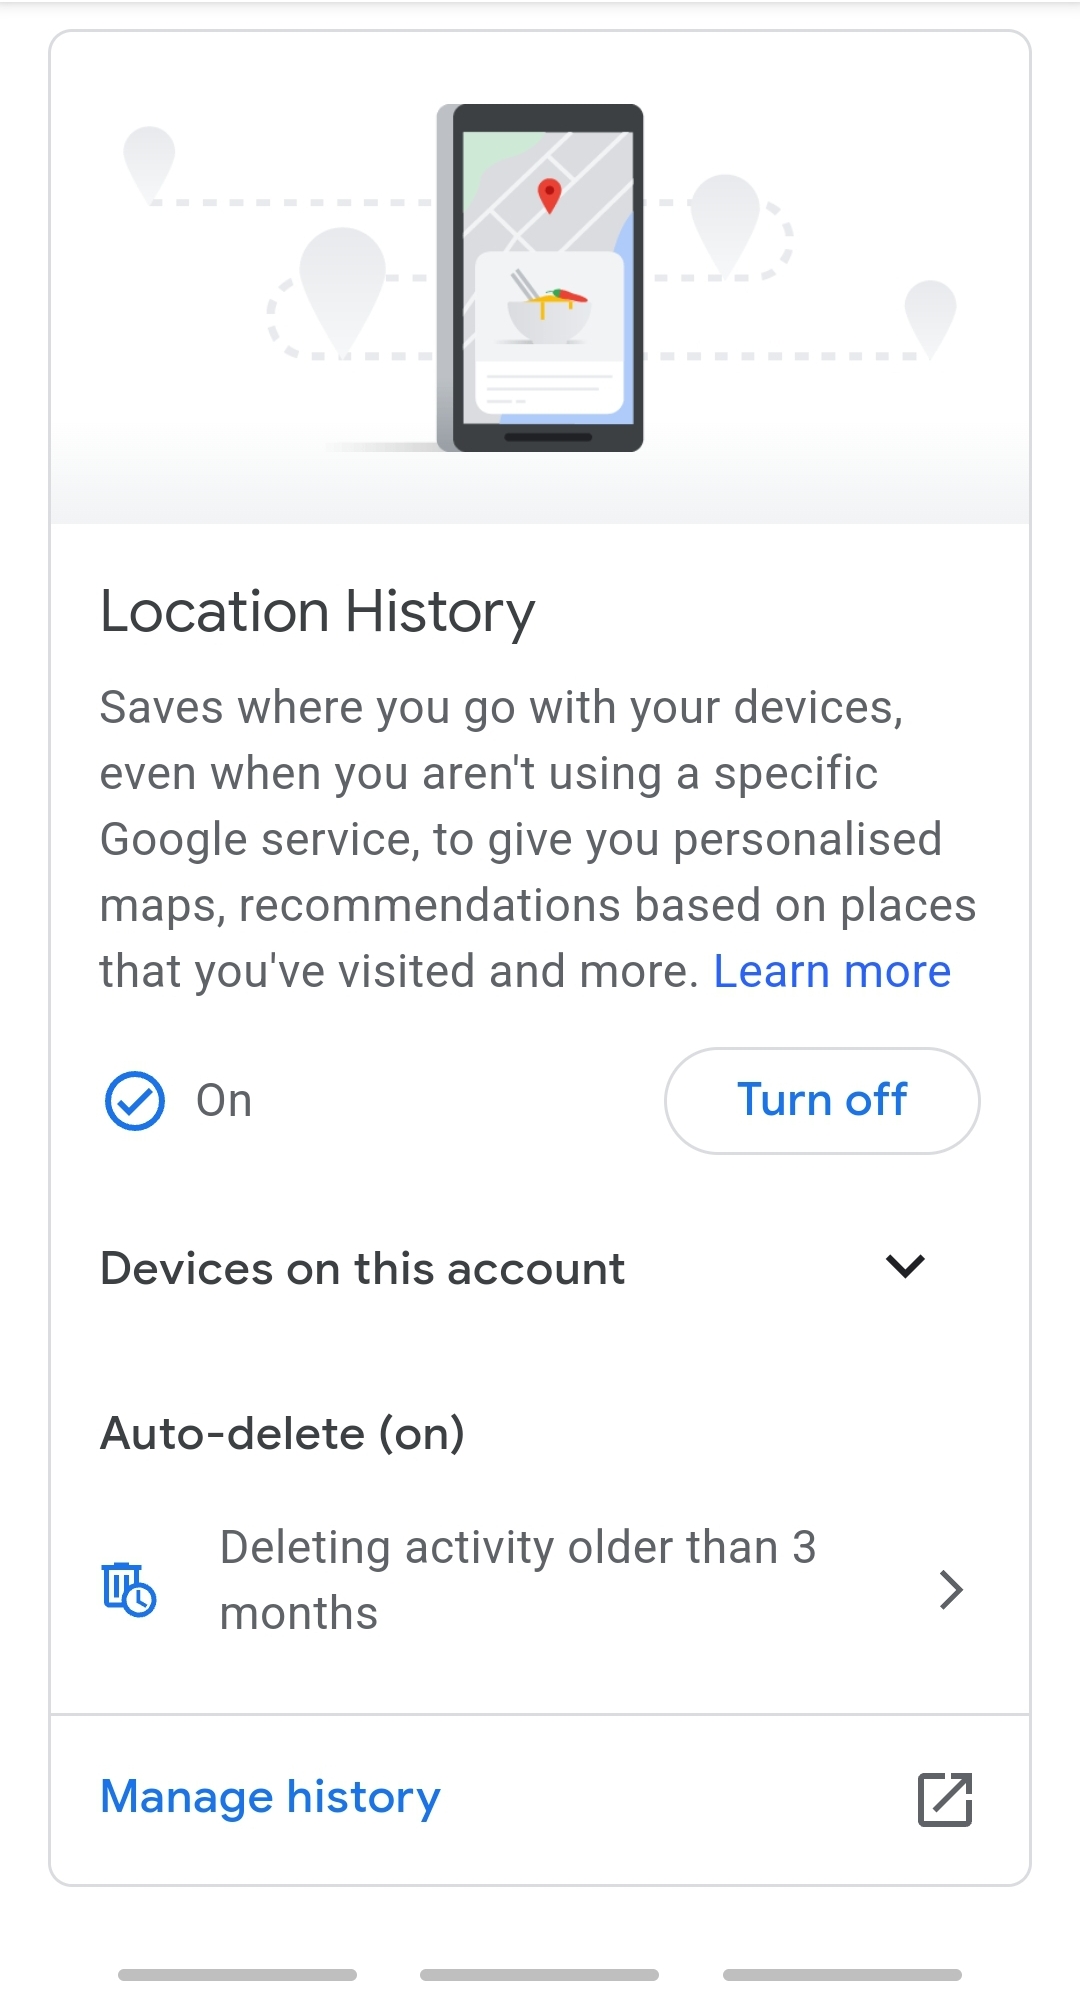 Location History
Saves where you go with your devices,
even when you aren't using a specific
Google service, to give you personalised
maps, recommendations based on places
that you've visited and more. Learn more
On
Turn off
Devices on this account
Auto-delete (on)
Deleting activity older than 3
months
Manage history